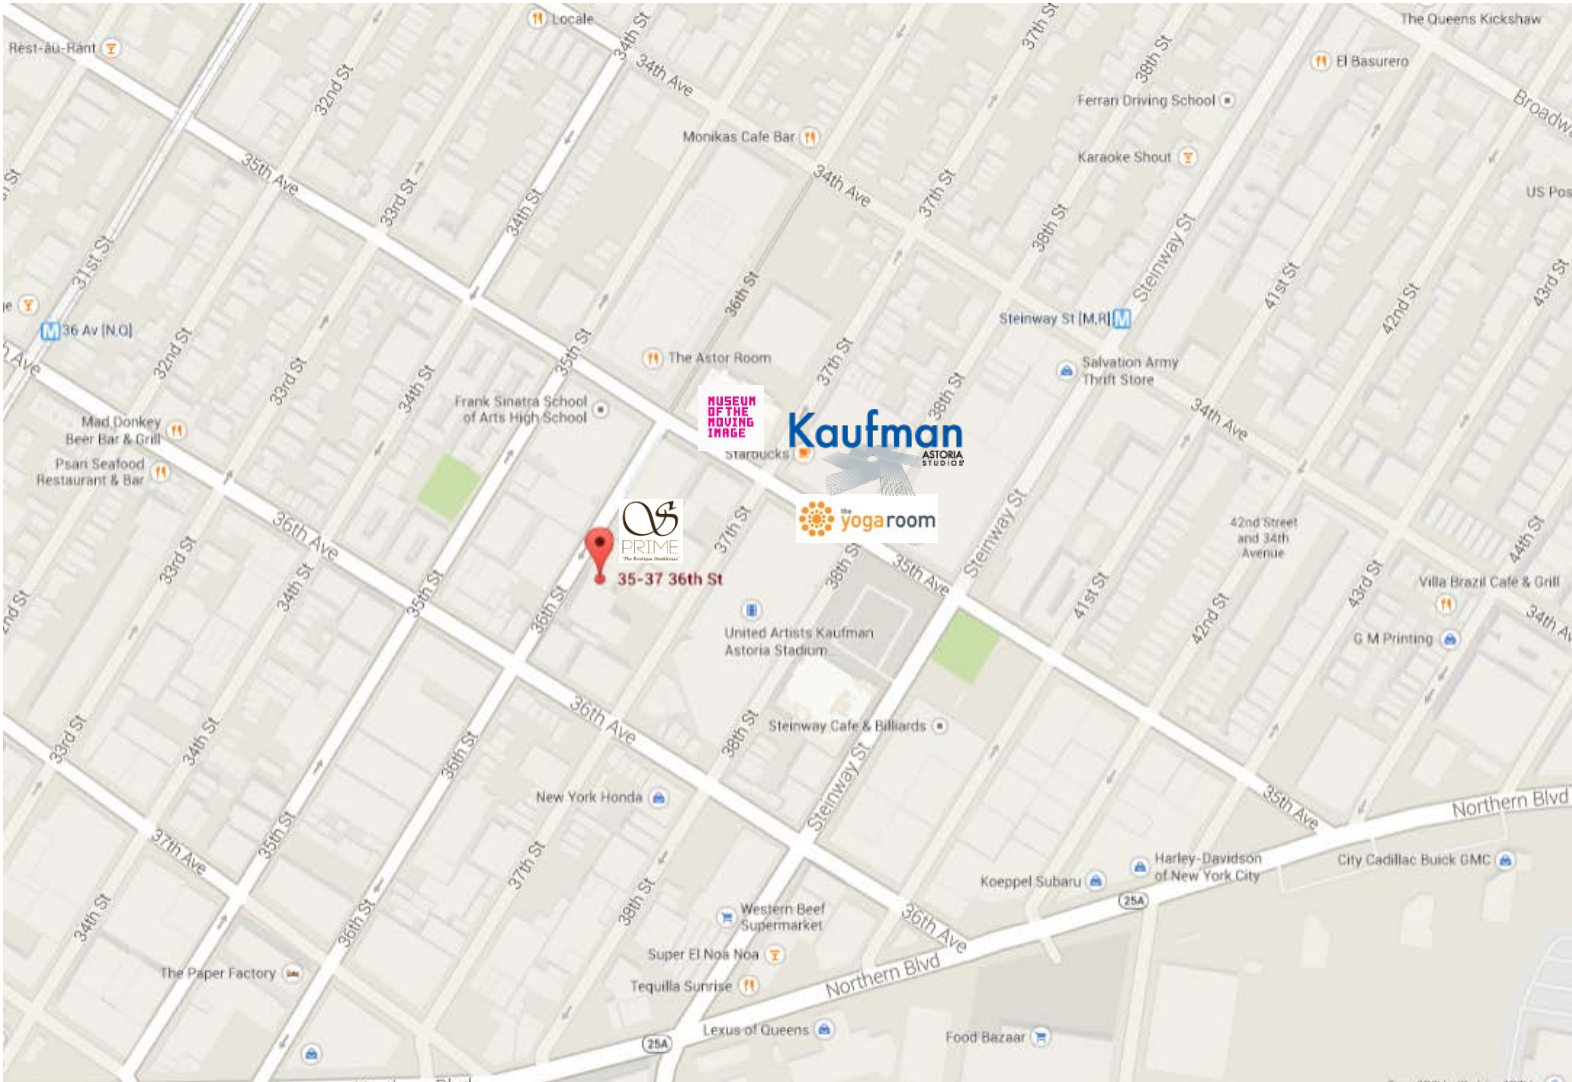 Locale
The Queens Kickshaw
34th St
37th St
Rest-âü-Ränt
38th St
34th Ave
El Basurero
32nd St
Ferrari Driving School
Monikas Cafe Bar
Karaoke Shout
35th Ave
34th Ave
33rd St
37th St
34th St
38th St
Steinway St
31st St
41st St
43rd St
36th St
42nd St
36 Av [N,Q]
Steinway St [M,R]
32nd St
35th St
37th St
The Astor Room
Salvation Army
Thrift Store
33rd St
34th St
38th St
Frank Sinatra School
of Arts High School
MUSEUM
OF THE
MOVING
IMAGE
Kaufman
ASTORIA
STUDIOS
34th Ave
Mad Donkey
Beer Bar & Grill
Starbucks
Psari Seafood
Restaurant & Bar
S
PRIME
the
yogaroom
Steinway St
42nd Street
and 34th
Avenue
44th St
36th Ave
37th St
33rd St
35-37 36th St
38th St
35th Ave
34th St
35th St
36th St
41st St
42nd St
43rd St
Villa Brazil Café & Grill
United Artists Kaufman
Astoria Stadium...
G M Printing
33rd St
34th St
36th Ave
38th St
Steinway Cafe & Billiards
36th St
Steinway St
New York Honda
35th Ave
Northern Blvd
37th Ave
35th St
37th St
Harley-Davidson
of New York City
City Cadillac Buick GMC
Koeppel Subaru
25A
34th St
36th St
38th St
Western Beef
Supermarket
36th Ave
Super El Noa Noa
The Paper Factory
Tequilla Sunrise
Northern Blvd
Lexus of Queens
25A
Food Bazaar